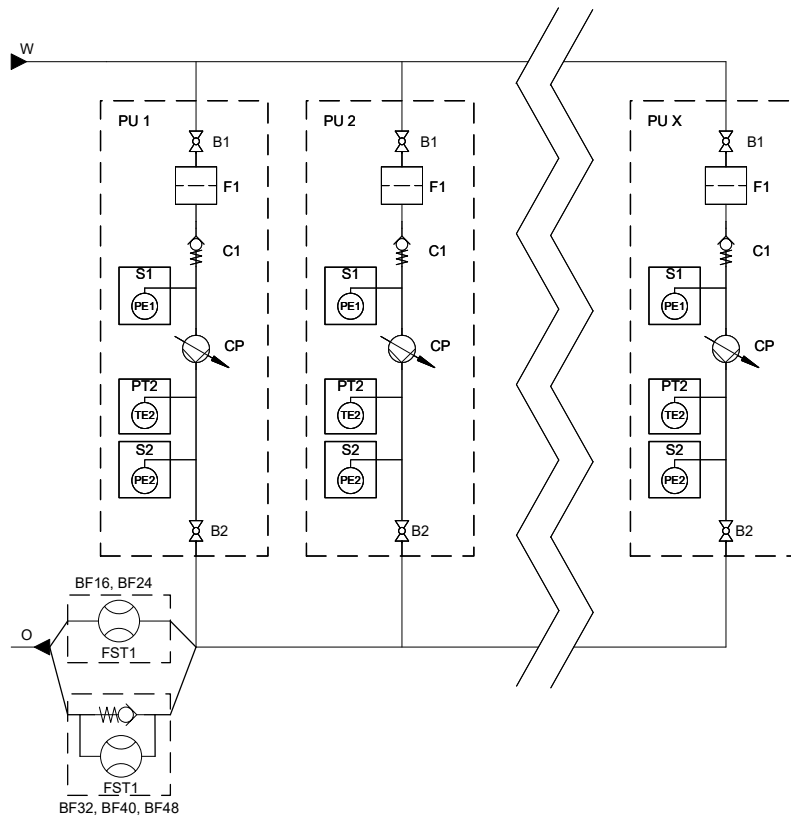 W
PU 1
PU 2
PU X
B1
B1
B1
F1
F1
F1
C1
C1
C1
S1
S1
S1
PE1
PE1
PE1
CP
CP
CP
PT2
PT2
PT2
TE2
TE2
TE2
S2
S2
S2
PE2
PE2
PE2
B2
B2
B2
BF16, BF24
O
FST1
FST1
BF32, BF40, BF48